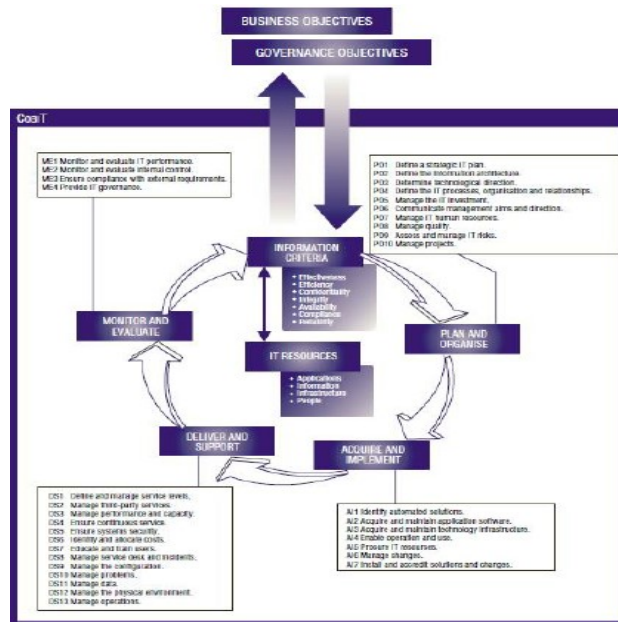 BUSINESS OBJECTIVES
GOVERNANCE OBJECTIVES
COBIT
ME1 Monitor and evaluate IT performance.
ME2 Monitor and evaluate internal control.
ME3 Ensure compliance with external requirements.
ME4 Provide IT governance.
PO1 Define a strategic IT plan.
PO2 Define the information architecture.
PO3 Determine technological direction.
PO4 Define the IT processes, organisation and relationships.
PO5 Manage the IT investment.
PO6 Communicate management aims and direction.
PO7 Manage IT human resources.
PO8 Manage quality.
PO9 Assess and manage IT risks.
PO10 Manage projects.
INFORMATION
CRITERIA
• Effectiveness
• Efficiency
• Confidentiality
• Integrity
• Availability
• Compliance
• Reliability
MONITOR AND
EVALUATE
PLAN AND
ORGANISE
IT RESOURCES
• Applications
• Information
• Infrastructure
• People
DELIVER AND
SUPPORT
ACQUIRE AND
IMPLEMENT
DS1 Define and manage service levels.
DS2 Manage third-party services.
DS3 Manage performance and capacity.
DS4 Ensure continuous service.
DS5 Ensure systems security.
DS6 Identify and allocate costs.
DS7 Educate and train users.
DS8 Manage service desk and incidents.
DS9 Manage the configuration.
DS10 Manage problems.
DS11 Manage data.
DS12 Manage the physical environment.
DS13 Manage operations.
AI1 Identify automated solutions.
AI2 Acquire and maintain application software.
AI3 Acquire and maintain technology infrastructure.
AI4 Enable operation and use.
AI5 Procure IT resources.
AI6 Manage changes.
AI7 Install and accredit solutions and changes.